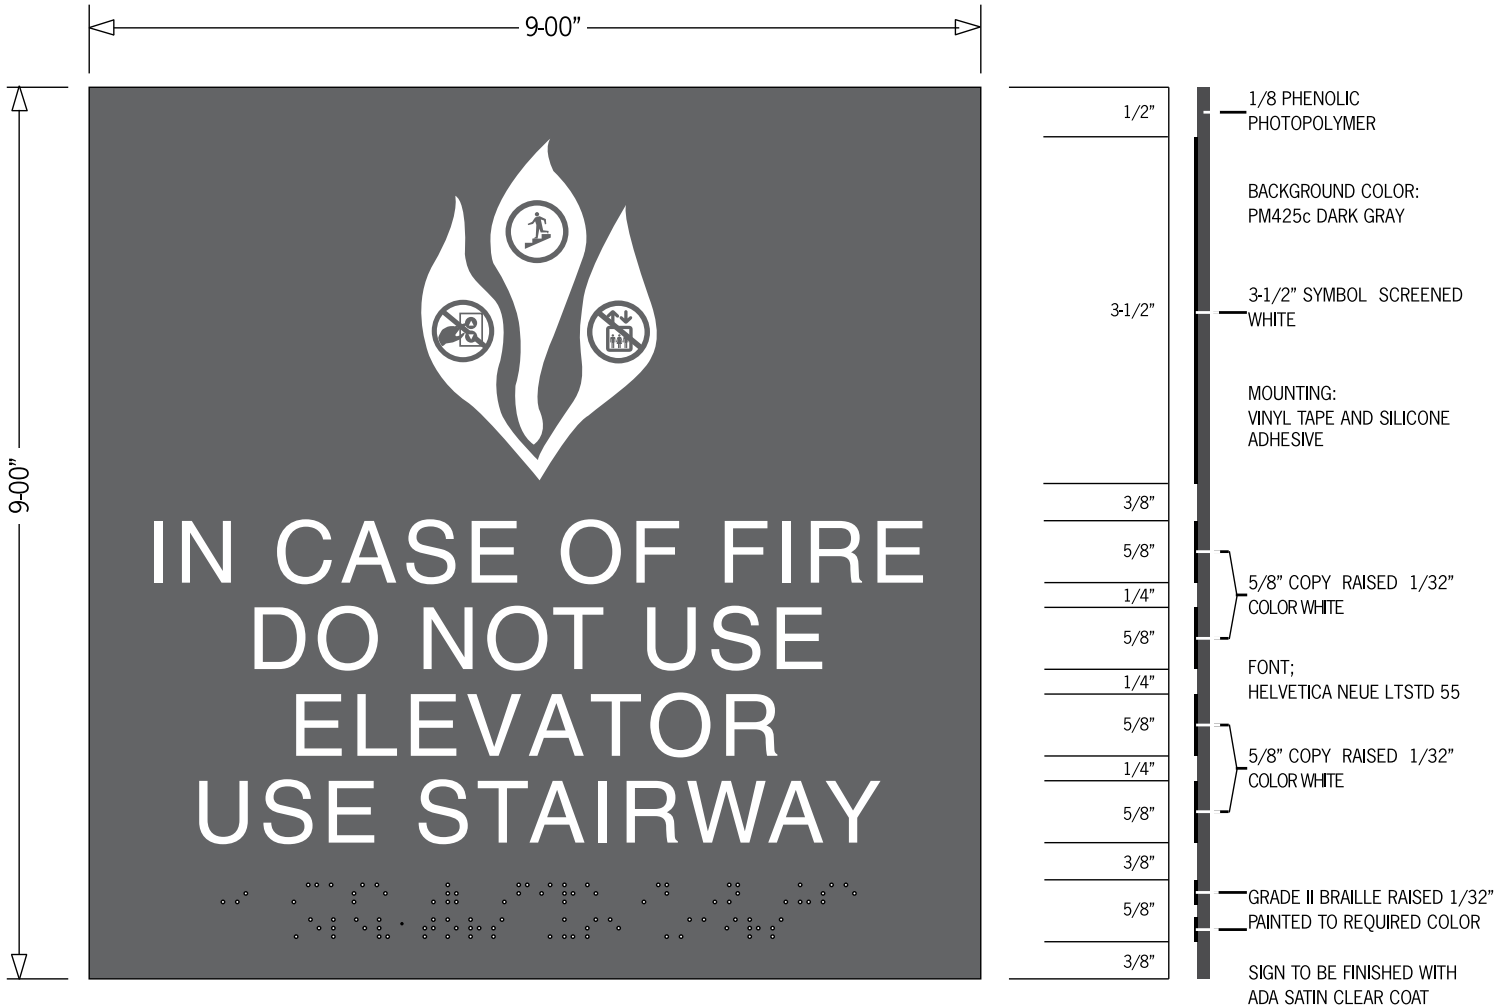 9-00”
9-00”
IN CASE OF FIRE
DO NOT USE
ELEVATOR
USE STAIRWAY
1/2”
3-1/2”
3/8”
5/8”
1/4”
5/8”
1/4”
5/8”
1/4”
5/8”
3/8”
5/8”
3/8”
1/8 PHENOLIC
PHOTOPOLYMER
BACKGROUND COLOR:
PM425c DARK GRAY
3-1/2” SYMBOL SCREENED
WHITE
MOUNTING:
VINYL TAPE AND SILICONE
ADHESIVE
5/8” COPY RAISED 1/32”
COLOR WHITE
FONT;
HELVETICA NEUE LTSTD 55
5/8” COPY RAISED 1/32”
COLOR WHITE
GRADE II BRAILLE RAISED 1/32”
PAINTED TO REQUIRED COLOR
SIGN TO BE FINISHED WITH
ADA SATIN CLEAR COAT